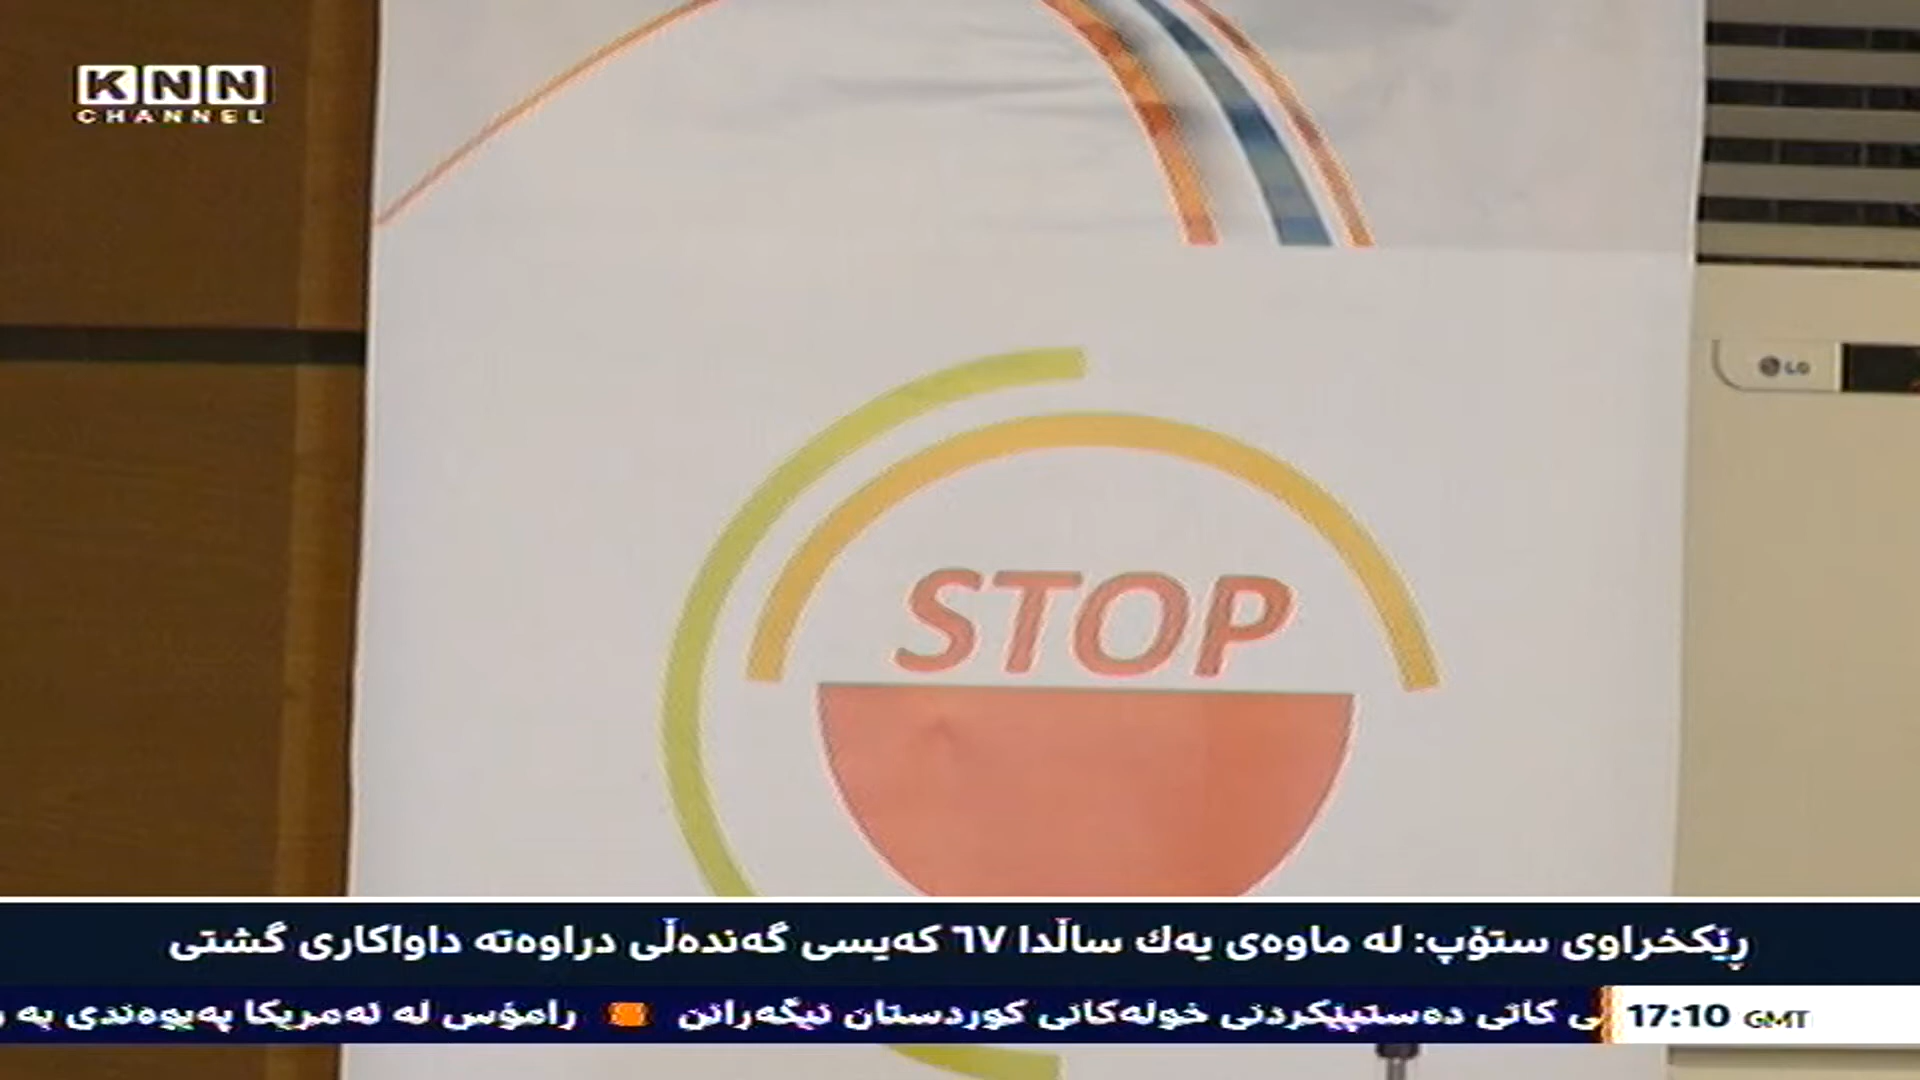 KNN
CHANNEL
LG
STOP
ڕێکخراوی ستۆپ: لە ماوەی یەك ساڵدا ٦٧ کەیسی گەندەڵی دراوەتە داواکاری گشتی
کاتی دەستپێکردنی خولەکانی کوردستان نیگەرانن
رامۆس لە ئەمریکا پەیوەندی بە
17:10 GMT